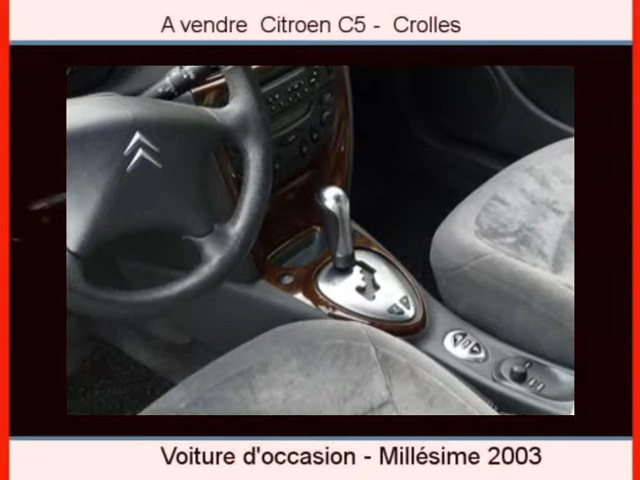 A vendre Citroen C5 - Crolles
Voiture d'occasion - Millésime 2003